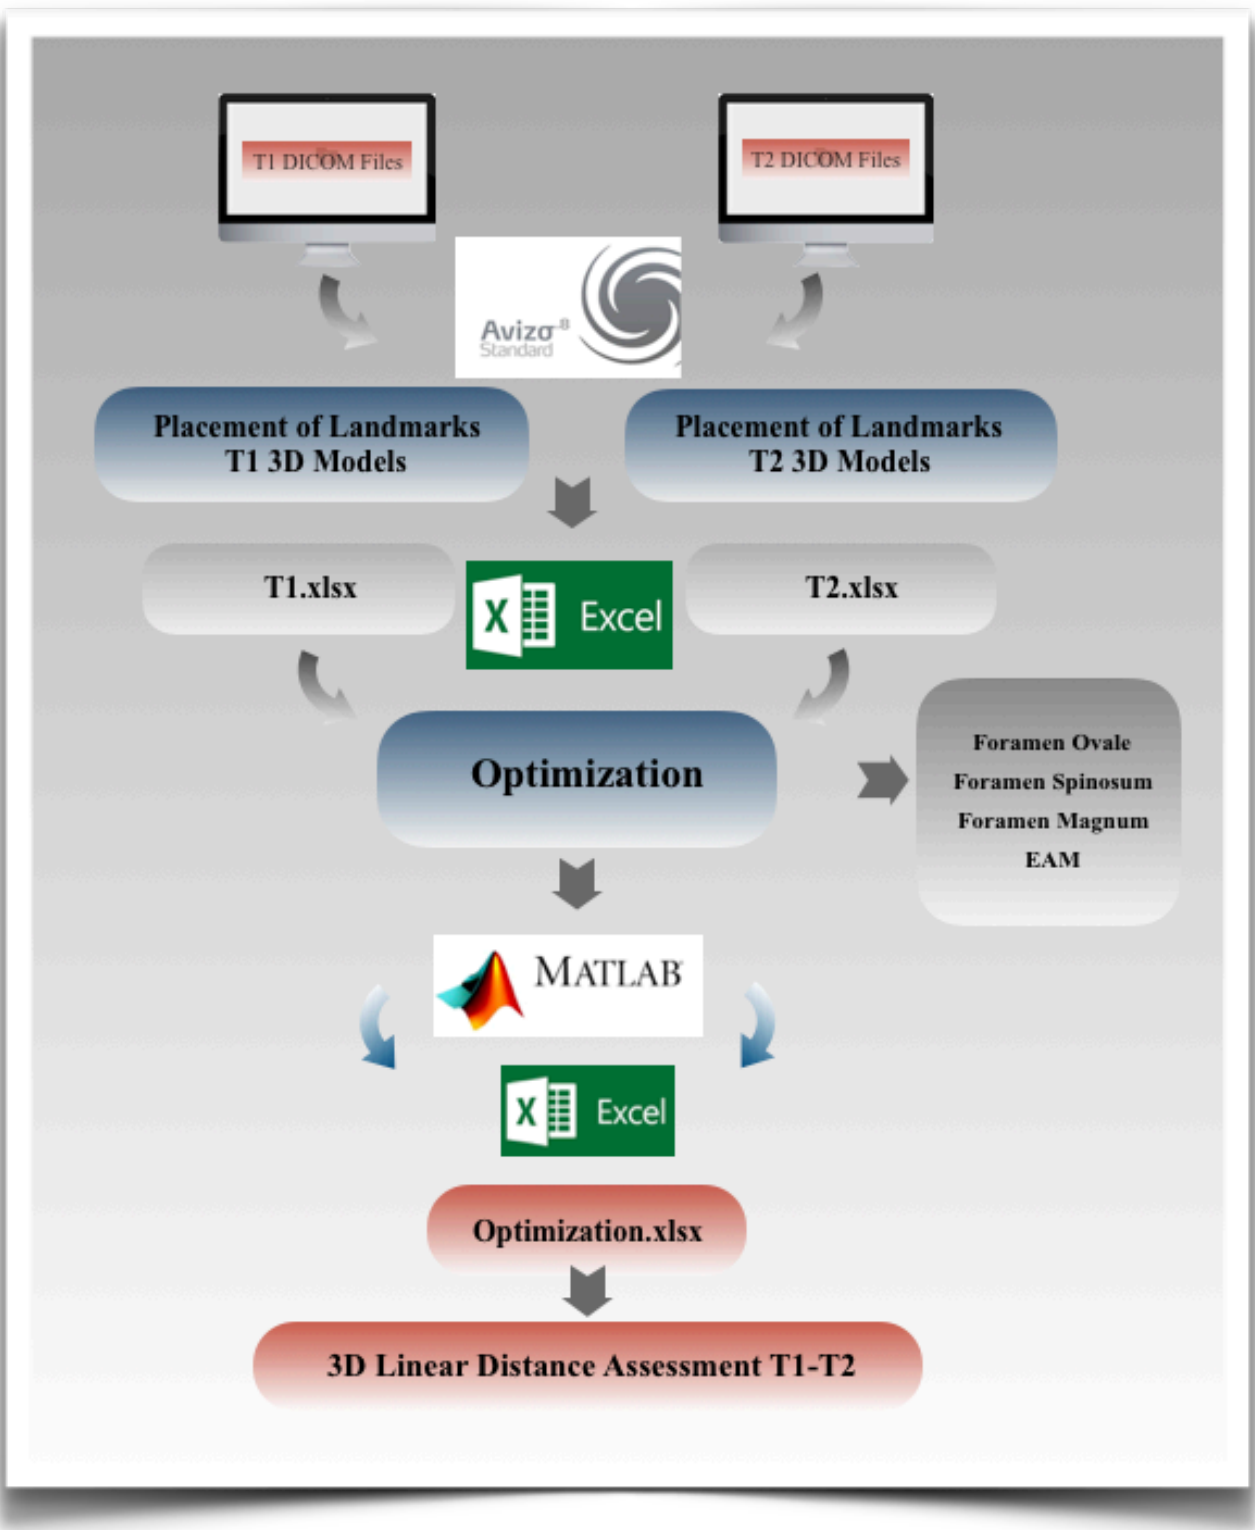 T1 DICOM Files
T2 DICOM Files
Avizo 8
Standard
Placement of Landmarks
T1 3D Models
Placement of Landmarks
T2 3D Models
T1.xlsx
X Excel
T2.xlsx
Optimization
Foramen Ovale
Foramen Spinosum
Foramen Magnum
EAM
MATLAB
X Excel
Optimization.xlsx
3D Linear Distance Assessment T1-T2